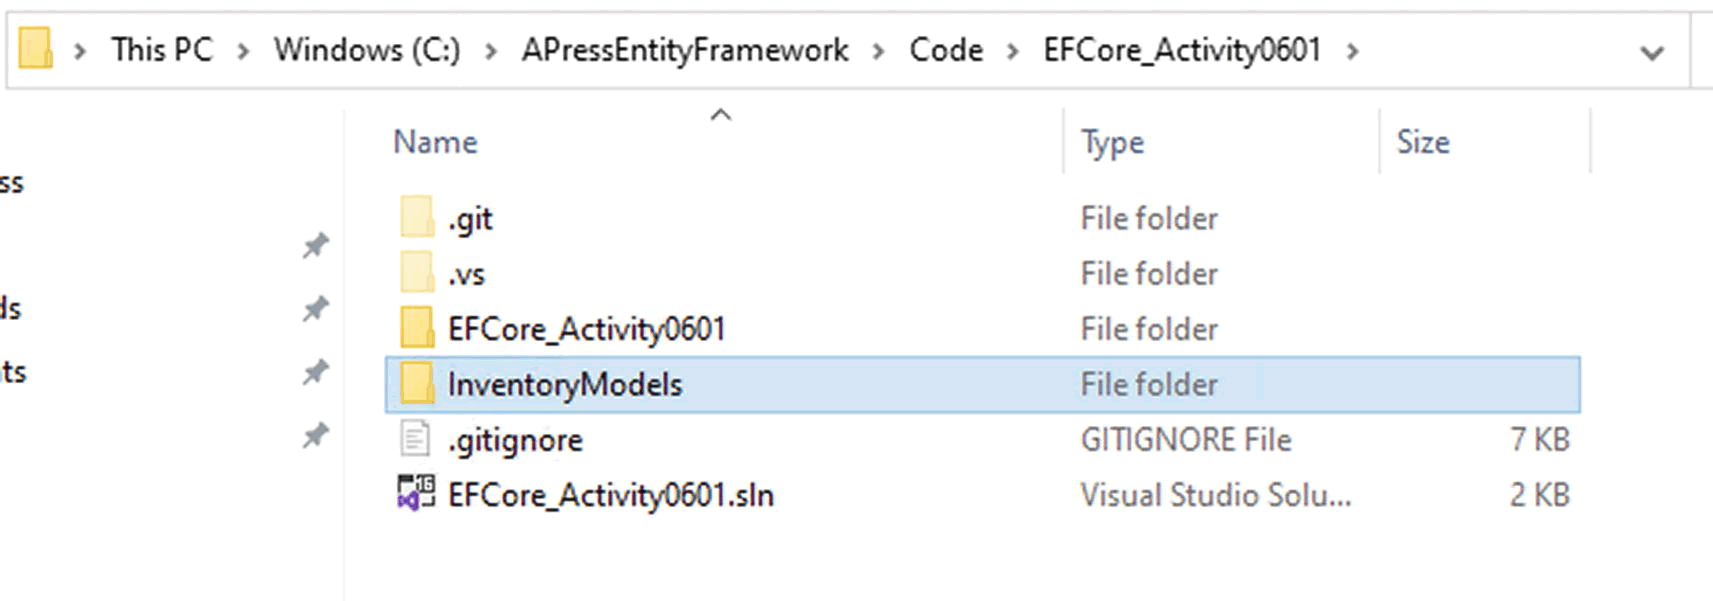 This PC > Windows (C:) > APressEntityFramework > Code > EFCore_Activity0601 >
Name Type Size
ss
.git File folder
.vs File folder
ds
EFCore_Activity0601 File folder
ts
InventoryModels File folder
.gitignore GITIGNORE File 7 KB
EFCore_Activity0601.sln Visual Studio Solu... 2 KB